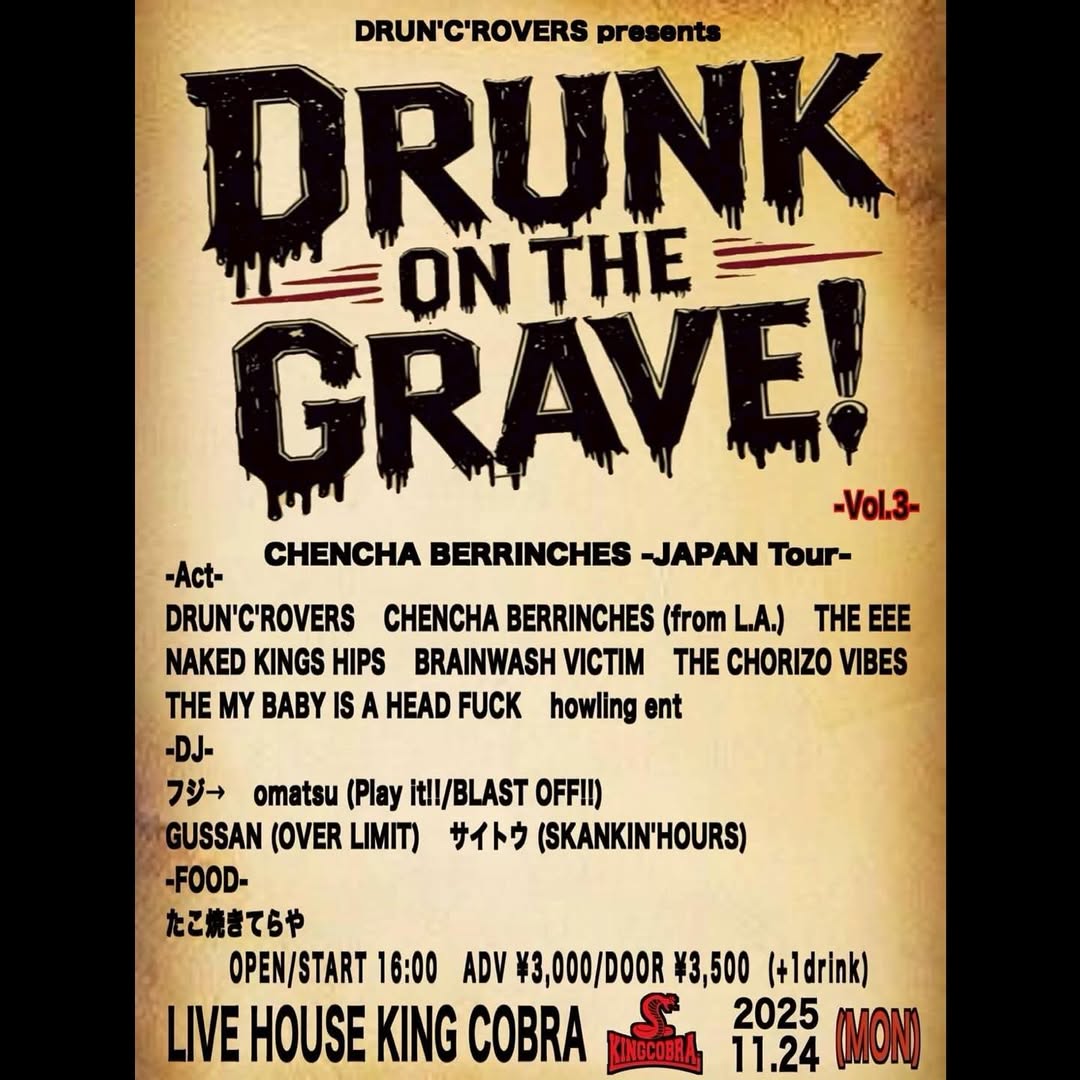 DRUN'C'ROVERS presents
DRUNK
ON THE
GRAVE!
-Vol.3-
CHENCHA BERRINCHES -JAPAN Tour-
-Act-
DRUN'C'ROVERS CHENCHA BERRINCHES (from L.A.) THE EEE
NAKED KINGS HIPS BRAINWASH VICTIM THE CHORIZO VIBES
THE MY BABY IS A HEAD FUCK howling ent
-DJ-
フジ→ omatsu (Play it!!/BLAST OFF!!)
GUSSAN (OVER LIMIT) サイトウ (SKANKIN'HOURS)
-FOOD-
たこ焼きてらや
OPEN/START 16:00 ADV ¥3,000/DOOR ¥3,500 (+1drink)
LIVE HOUSE KING COBRA KINGCOBRA. 2025 11.24 (MON)